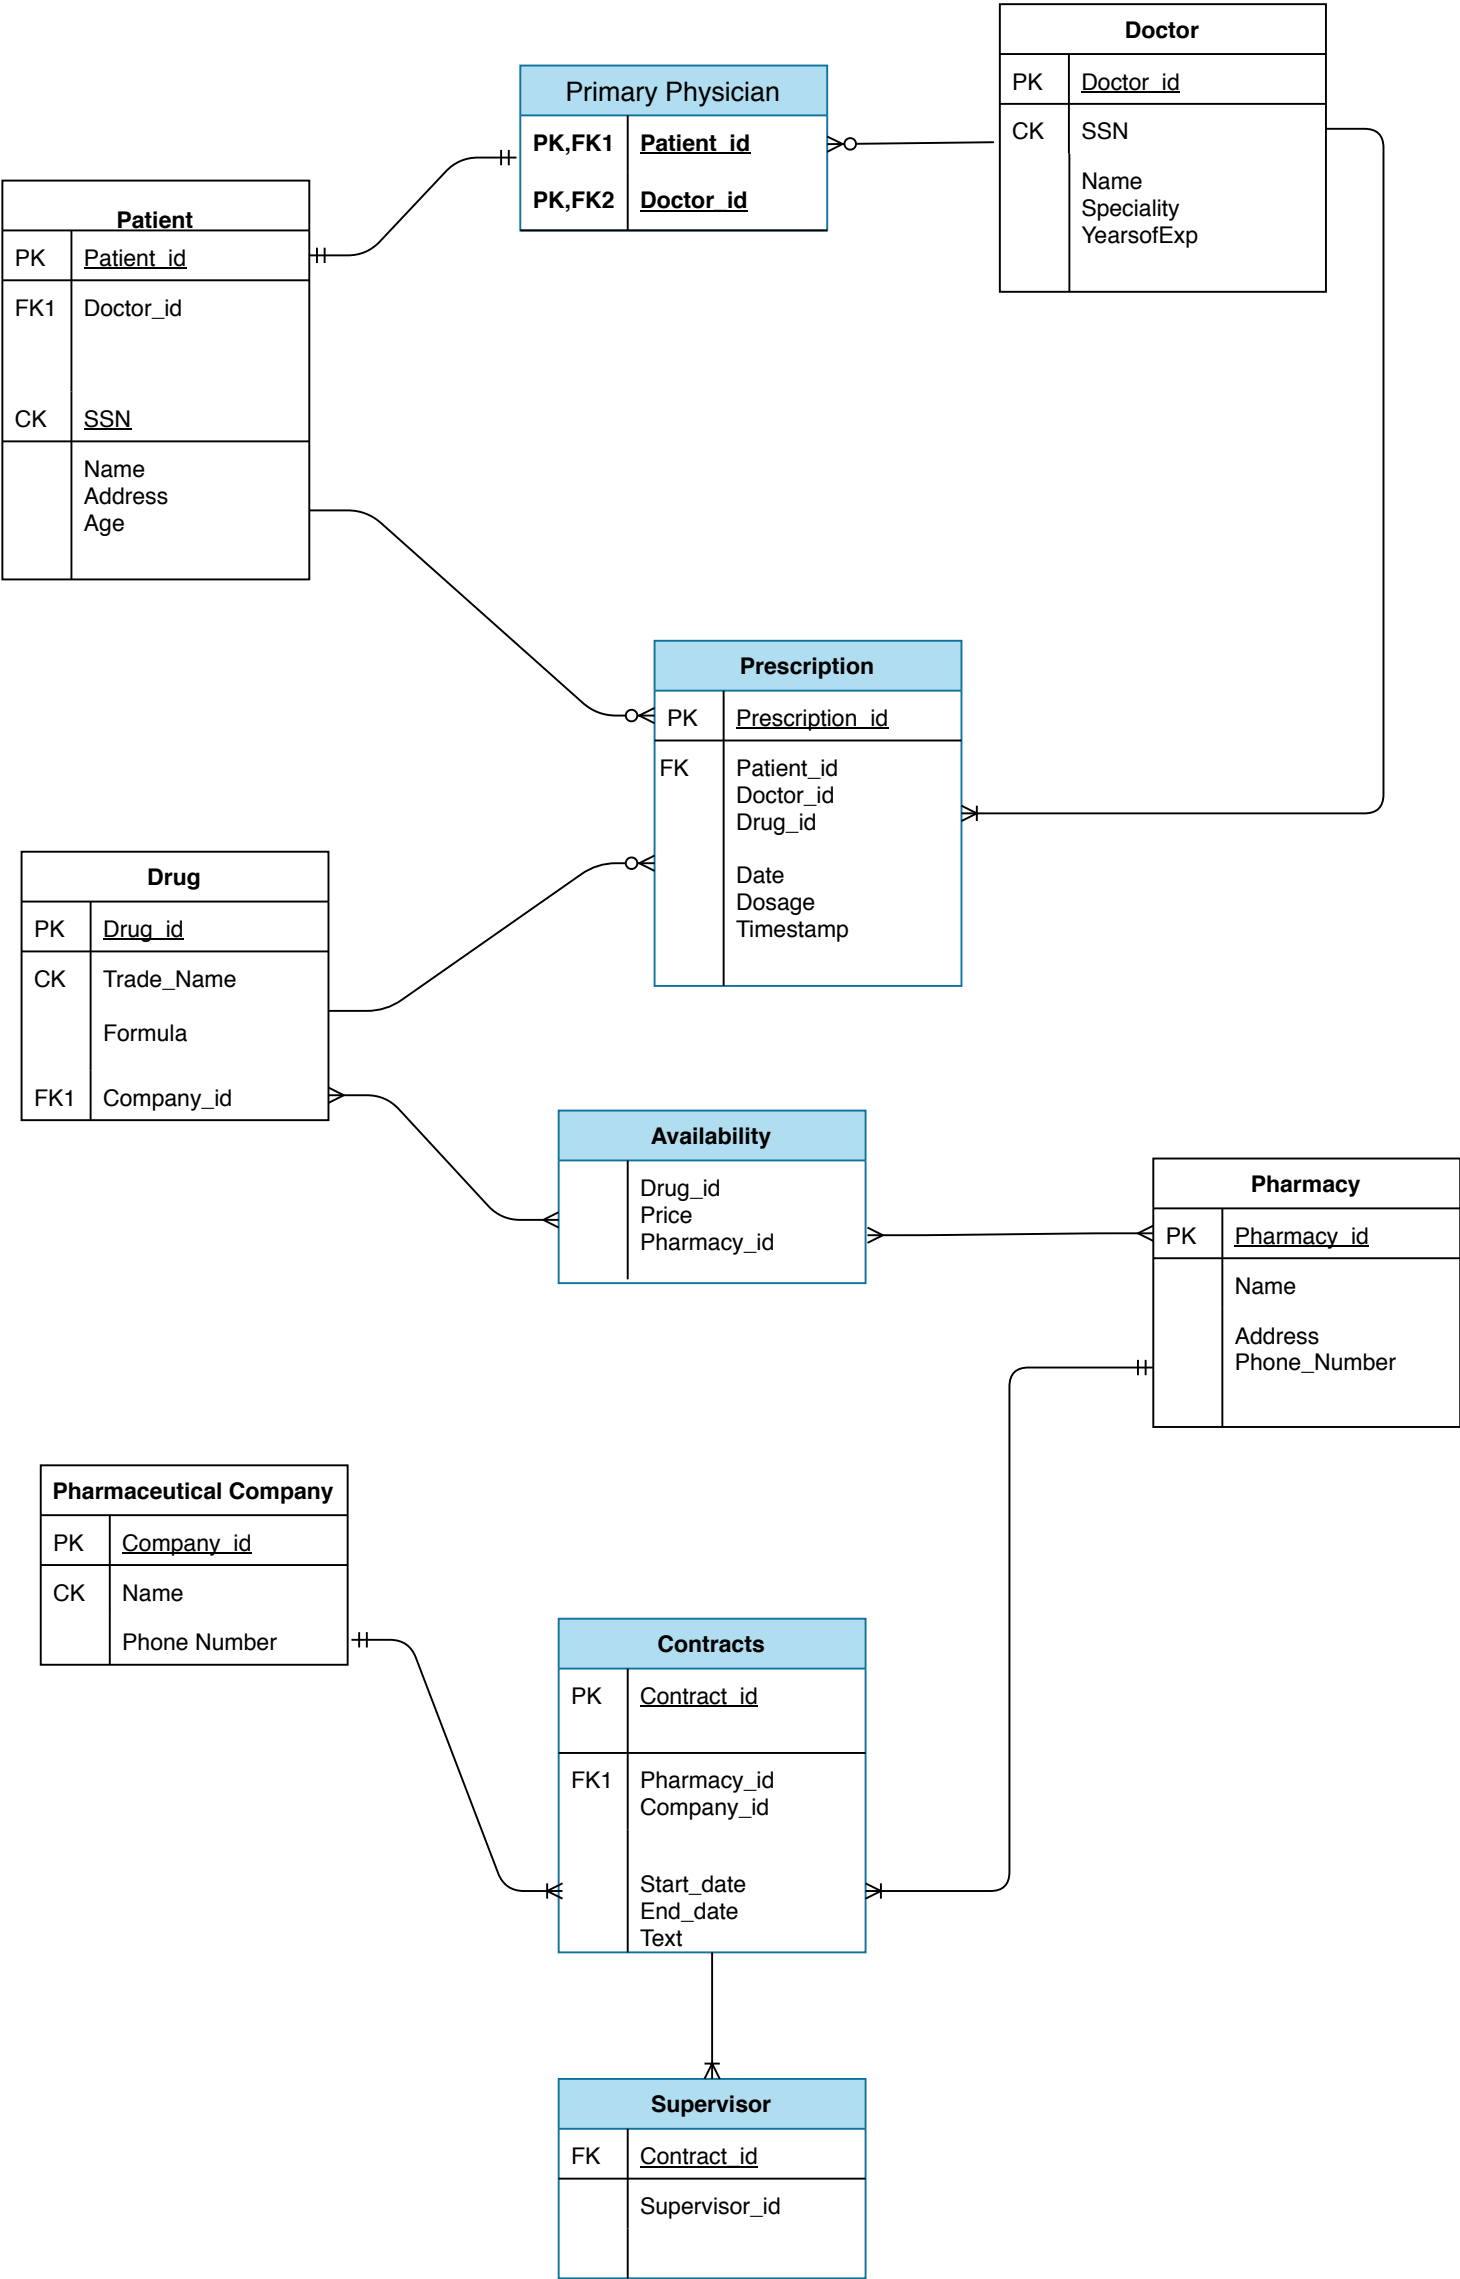 Doctor
PK Doctor_id
CK SSN
Name
Speciality
YearsofExp
Primary Physician
PK,FK1 Patient_id
PK,FK2 Doctor_id
Patient
PK Patient_id
FK1 Doctor_id
CK SSN
Name
Address
Age
Prescription
PK Prescription_id
FK Patient_id
Doctor_id
Drug_id
Date
Dosage
Timestamp
Drug
PK Drug_id
CK Trade_Name
Formula
FK1 Company_id
Availability
Drug_id
Price
Pharmacy_id
Pharmacy
PK Pharmacy_id
Name
Address
Phone_Number
Pharmaceutical Company
PK Company_id
CK Name
Phone Number
Contracts
PK Contract_id
FK1 Pharmacy_id
Company_id
Start_date
End_date
Text
Supervisor
FK Contract_id
Supervisor_id